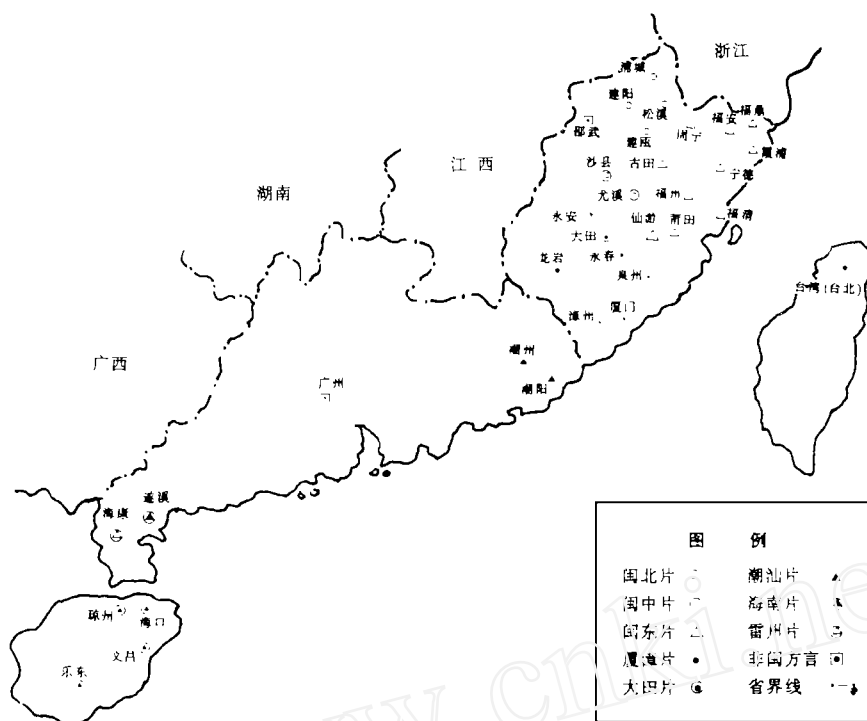 浙江
浦城
建阳
松溪
福安
福鼎
邵武
建瓯
周宁
霞浦
沙县
古田
宁德
江西
湖南
尤溪
福州
永安
仙游
莆田
福清
大田
永春
龙岩
泉州
台湾(台北)
漳州
厦门
广西
潮州
广州
潮阳
遂溪
海康
琼州
海口
文昌
乐东
图 例
闽北片 潮汕片
闽中片 海南片
闽东片 雷州片
厦漳片 非闽方言
大田片 省界线
www.cnki.ne